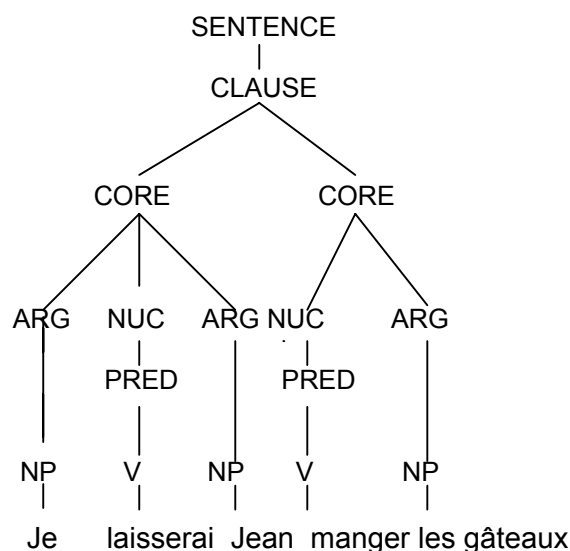 SENTENCE
CLAUSE
CORE CORE
ARG NUC ARG NUC ARG
PRED PRED
NP V NP V NP
Je laisserai Jean manger les gâteaux